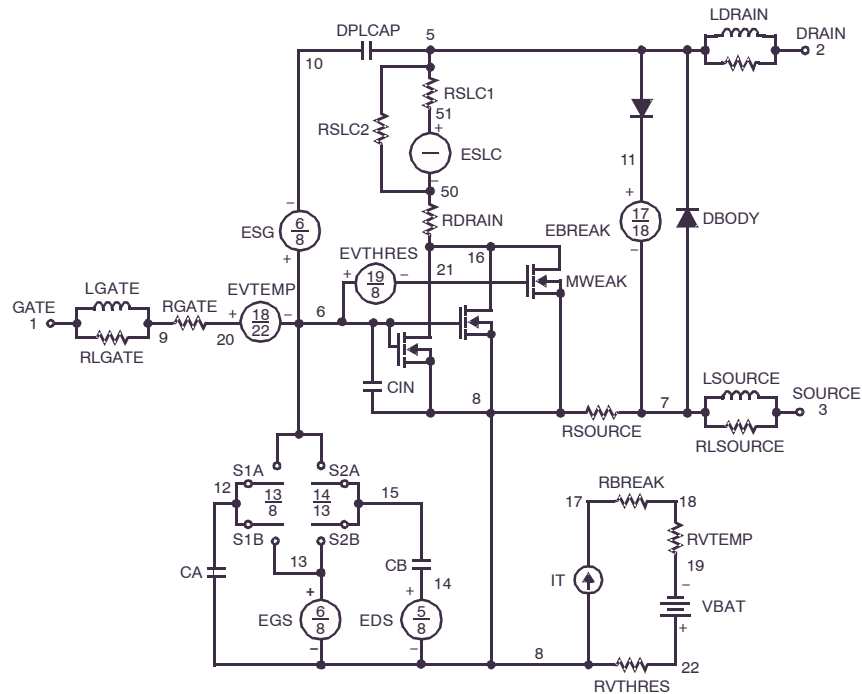 LDRAIN
DPLCAP
5
DRAIN
2
10
RSLC1
51
+
RSLC2
ESLC
11
−
50
−
+
ESG
6
8
RDRAIN
EBREAK
17
18
DBODY
+
EVTHRES
16
−
+
19
8
−
21
MWEAK
LGATE
EVTEMP
GATE
1
RGATE
+
18
22
−
6
9
20
RLGATE
CIN
8
7
LSOURCE
SOURCE
3
RSOURCE
RLSOURCE
S1A
S2A
12
13
8
14
13
15
RBREAK
17
18
S1B
S2B
RVTEMP
13
CB
19
CA
14
IT
−
+
+
VBAT
EGS
6
8
EDS
5
8
+
−
−
8
22
RVTHRES